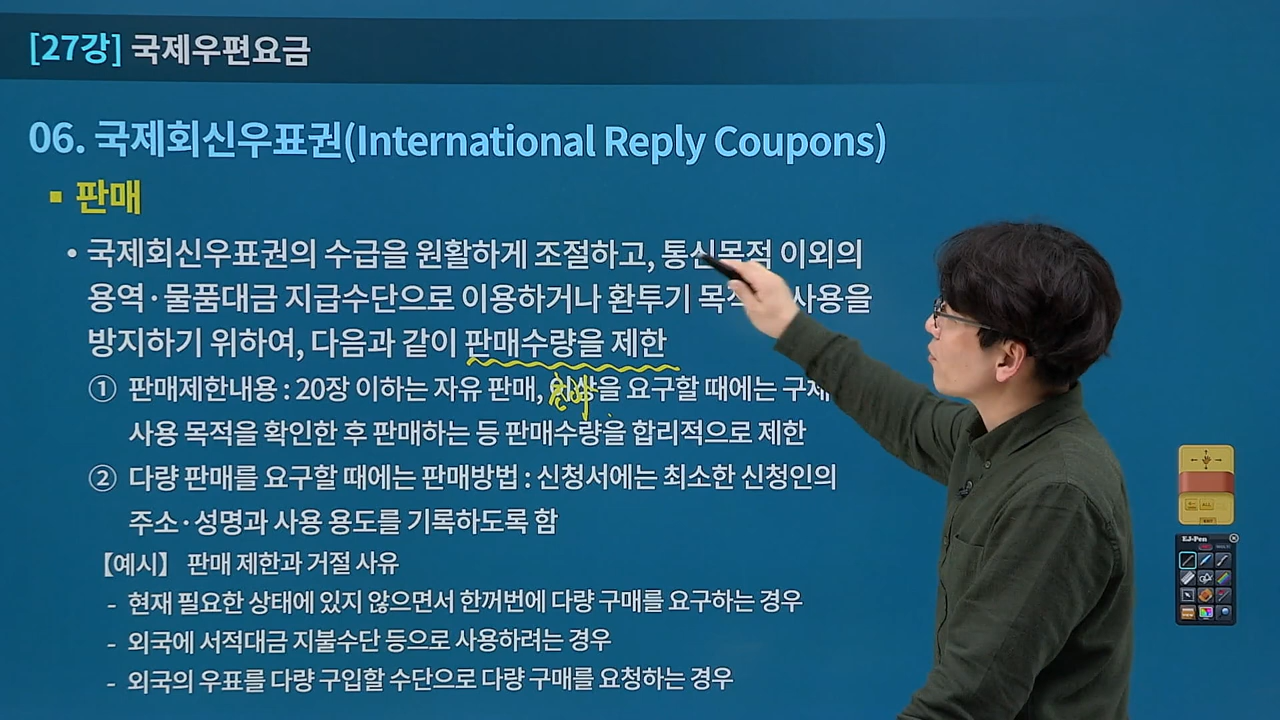 [27강] 국제우편요금
06. 국제회신우표권(International Reply Coupons)
▪ 판매
• 국제회신우표권의 수급을 원활하게 조절하고, 통신목적 이외의
용역·물품대금 지급수단으로 이용하거나 환투기 목적 사용을
방지하기 위하여, 다음과 같이 판매수량을 제한
① 판매제한내용 : 20장 이하는 자유 판매, 요구할 때에는 구체
사용 목적을 확인한 후 판매하는 등 판매수량을 합리적으로 제한
② 다량 판매를 요구할 때에는 판매방법 : 신청서에는 최소한 신청인의
주소·성명과 사용 용도를 기록하도록 함
【예시】 판매 제한과 거절 사유
- 현재 필요한 상태에 있지 않으면서 한꺼번에 다량 구매를 요구하는 경우
- 외국에 서적대금 지불수단 등으로 사용하려는 경우
- 외국의 우표를 다량 구입할 수단으로 다량 구매를 요청하는 경우
EJ-Pen